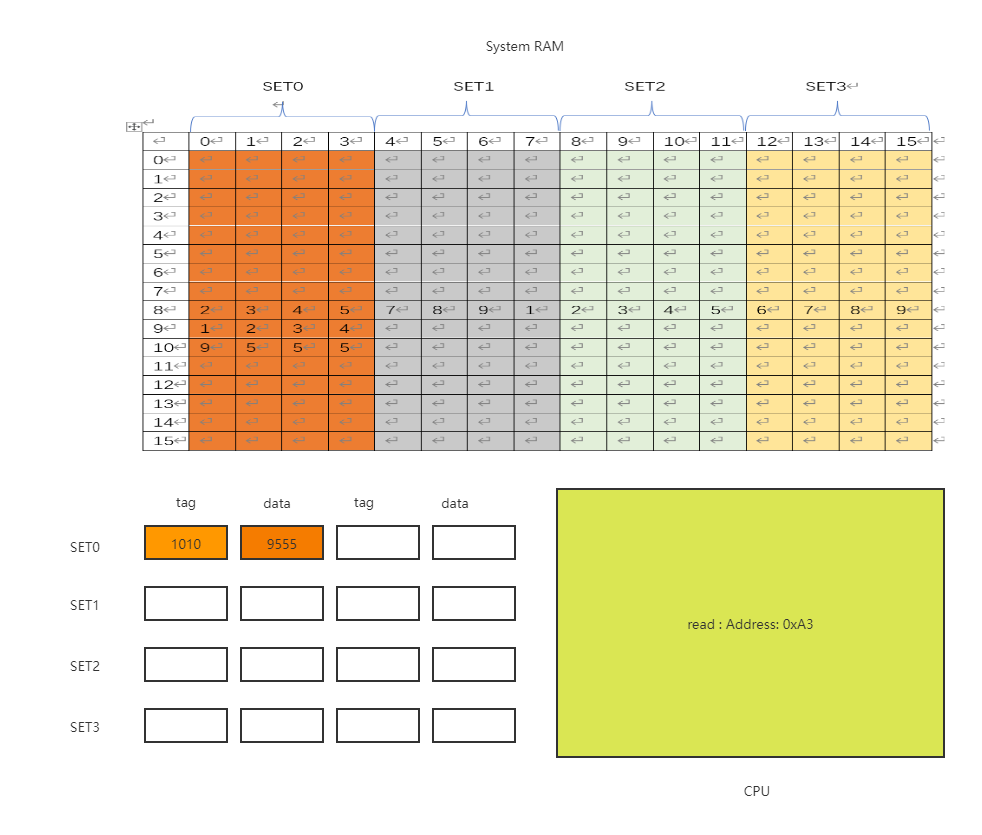 System RAM
SET0 SET1 SET2 SET3↵
↵
↵
↵ 0↵ 1↵ 2↵ 3↵ 4↵ 5↵ 6↵ 7↵ 8↵ 9↵ 10↵ 11↵ 12↵ 13↵ 14↵ 15↵ ↵
0↵ ↵ ↵ ↵ ↵ ↵ ↵ ↵ ↵ ↵ ↵ ↵ ↵ ↵ ↵ ↵ ↵ ↵
1↵ ↵ ↵ ↵ ↵ ↵ ↵ ↵ ↵ ↵ ↵ ↵ ↵ ↵ ↵ ↵ ↵ ↵
2↵ ↵ ↵ ↵ ↵ ↵ ↵ ↵ ↵ ↵ ↵ ↵ ↵ ↵ ↵ ↵ ↵ ↵
3↵ ↵ ↵ ↵ ↵ ↵ ↵ ↵ ↵ ↵ ↵ ↵ ↵ ↵ ↵ ↵ ↵ ↵
4↵ ↵ ↵ ↵ ↵ ↵ ↵ ↵ ↵ ↵ ↵ ↵ ↵ ↵ ↵ ↵ ↵ ↵
5↵ ↵ ↵ ↵ ↵ ↵ ↵ ↵ ↵ ↵ ↵ ↵ ↵ ↵ ↵ ↵ ↵ ↵
6↵ ↵ ↵ ↵ ↵ ↵ ↵ ↵ ↵ ↵ ↵ ↵ ↵ ↵ ↵ ↵ ↵ ↵
7↵ ↵ ↵ ↵ ↵ ↵ ↵ ↵ ↵ ↵ ↵ ↵ ↵ ↵ ↵ ↵ ↵ ↵
8↵ 2↵ 3↵ 4↵ 5↵ 7↵ 8↵ 9↵ 1↵ 2↵ 3↵ 4↵ 5↵ 6↵ 7↵ 8↵ 9↵ ↵
9↵ 1↵ 2↵ 3↵ 4↵ ↵ ↵ ↵ ↵ ↵ ↵ ↵ ↵ ↵ ↵ ↵ ↵ ↵
10↵ 9↵ 5↵ 5↵ 5↵ ↵ ↵ ↵ ↵ ↵ ↵ ↵ ↵ ↵ ↵ ↵ ↵ ↵
11↵ ↵ ↵ ↵ ↵ ↵ ↵ ↵ ↵ ↵ ↵ ↵ ↵ ↵ ↵ ↵ ↵ ↵
12↵ ↵ ↵ ↵ ↵ ↵ ↵ ↵ ↵ ↵ ↵ ↵ ↵ ↵ ↵ ↵ ↵ ↵
13↵ ↵ ↵ ↵ ↵ ↵ ↵ ↵ ↵ ↵ ↵ ↵ ↵ ↵ ↵ ↵ ↵ ↵
14↵ ↵ ↵ ↵ ↵ ↵ ↵ ↵ ↵ ↵ ↵ ↵ ↵ ↵ ↵ ↵ ↵ ↵
15↵ ↵ ↵ ↵ ↵ ↵ ↵ ↵ ↵ ↵ ↵ ↵ ↵ ↵ ↵ ↵ ↵ ↵
tag data tag data
SET0 1010 9555
SET1
SET2
SET3
read : Address: 0xA3
CPU